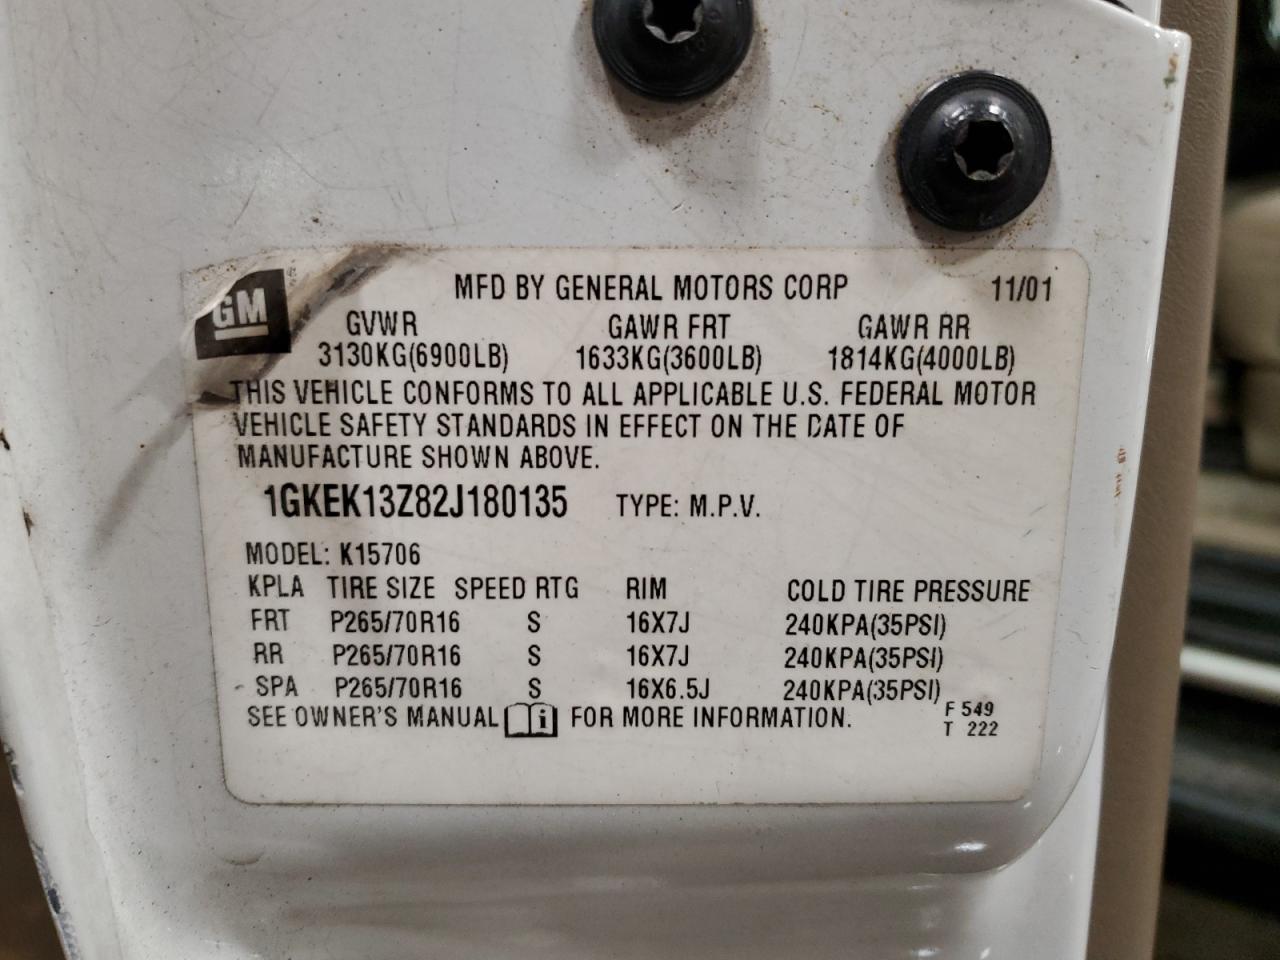 GM
MFD BY GENERAL MOTORS CORP 11/01
GVWR GAWR FRT GAWR RR
3130KG(6900LB) 1633KG(3600LB) 1814KG(4000LB)
THIS VEHICLE CONFORMS TO ALL APPLICABLE U.S. FEDERAL MOTOR
VEHICLE SAFETY STANDARDS IN EFFECT ON THE DATE OF
MANUFACTURE SHOWN ABOVE.
1GKEK13Z82J180135 TYPE: M.P.V.
MODEL: K15706
KPLA TIRE SIZE SPEED RTG RIM COLD TIRE PRESSURE
FRT P265/70R16 S 16X7J 240KPA(35PSI)
RR P265/70R16 S 16X7J 240KPA(35PSI)
SPA P265/70R16 S 16X6.5J 240KPA(35PSI)
SEE OWNER'S MANUAL i FOR MORE INFORMATION.
F 549
T 222